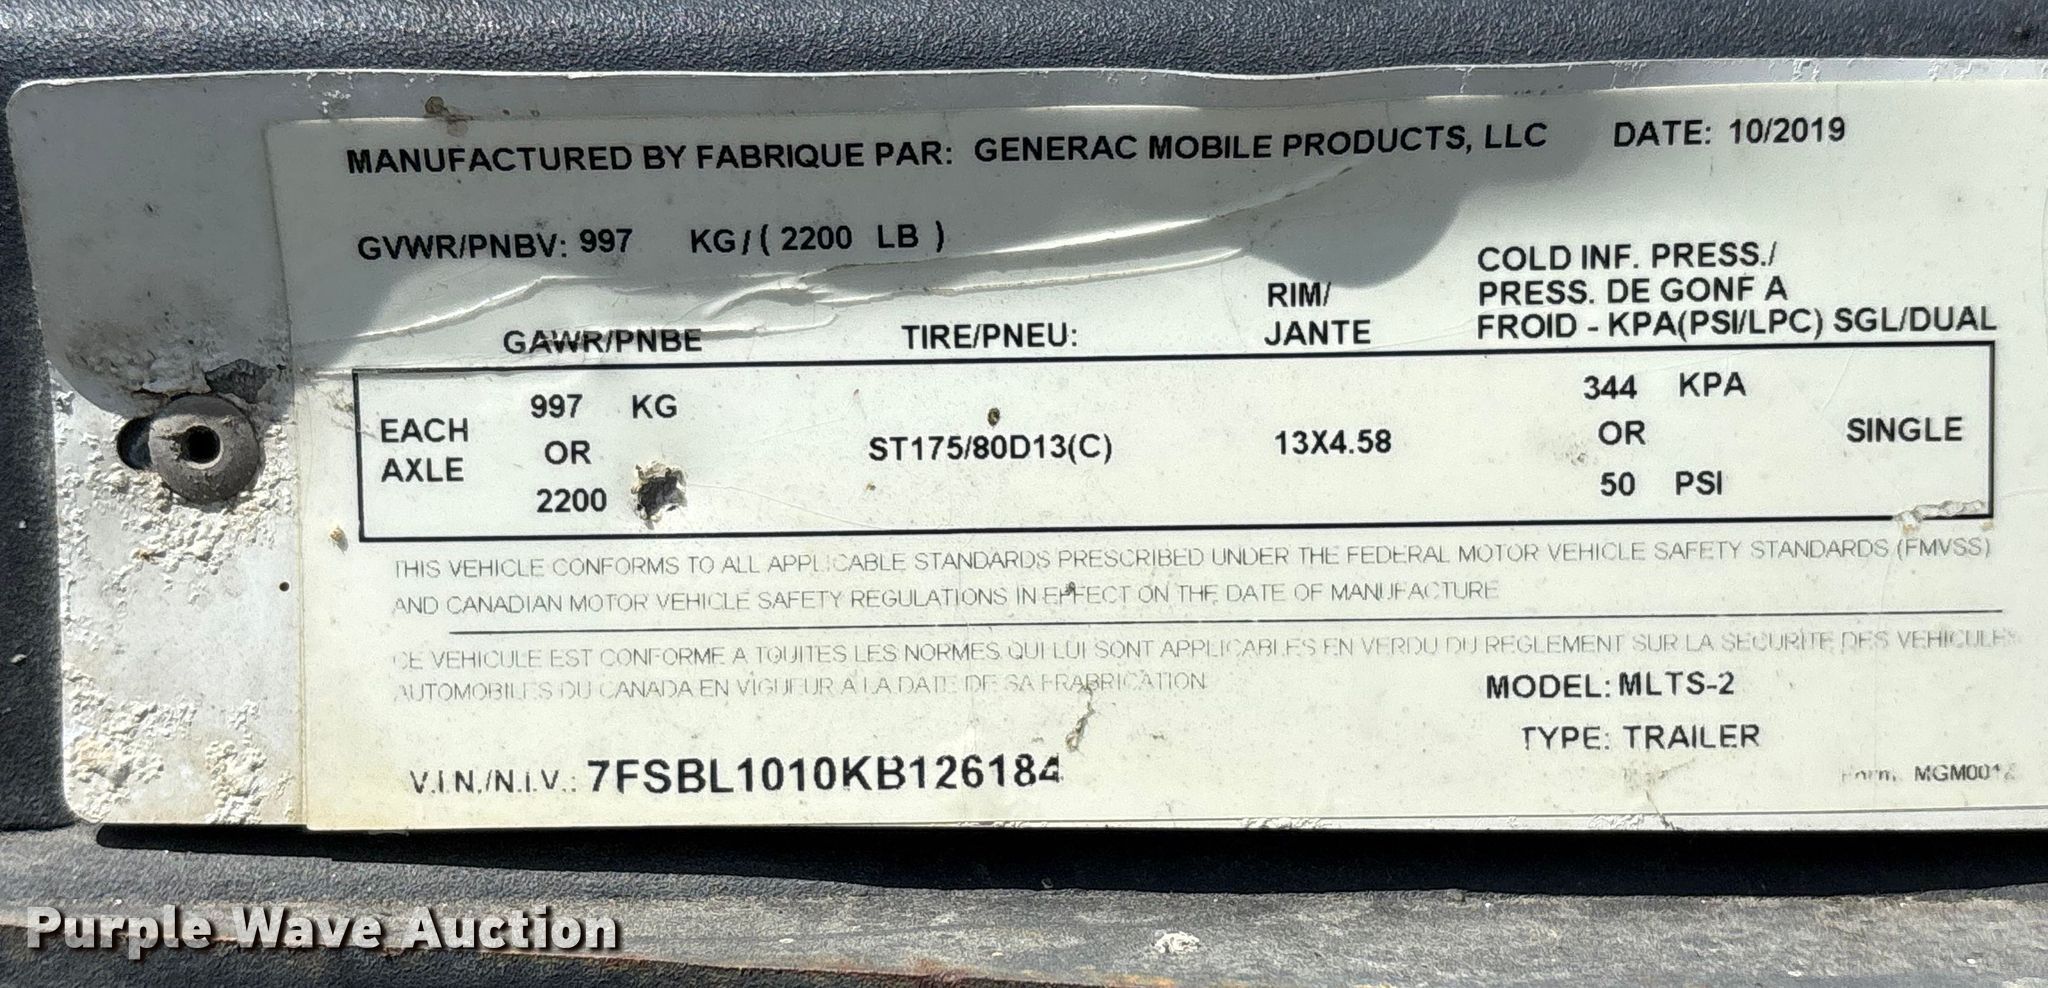 MANUFACTURED BY FABRIQUE PAR: GENERAC MOBILE PRODUCTS, LLC DATE: 10/2019
GVWR/PNBV: 997 KG/( 2200 LB )
GAWR/PNBE TIRE/PNEU: RIM/ JANTE COLD INF. PRESS./ PRESS. DE GONF A FROID - KPA(PSI/LPC) SGL/DUAL
EACH AXLE
997 KG
OR
2200
ST175/80D13(C)
13X4.58
344 KPA
OR
50 PSI
SINGLE
THIS VEHICLE CONFORMS TO ALL APPLICABLE STANDARDS PRESCRIBED UNDER THE FEDERAL MOTOR VEHICLE SAFETY STANDARDS (FMVSS)
AND CANADIAN MOTOR VEHICLE SAFETY REGULATIONS IN EFFECT ON THE DATE OF MANUFACTURE
CE VEHICULE EST CONFORME A TOUITES LES NORMES QUI LUI SONT APPLICABLES EN VERDU DU REGLEMENT SUR LA SECURITE DES VEHICULES
AUTOMOBILES DU CANADA EN VIGUEUR A LA DATE DE SA FRABRICATION
MODEL: MLTS-2
TYPE: TRAILER
V.I.N./N.I.V.: 7FSBL1010KB126184
Form. MGM0012
Purple Wave Auction